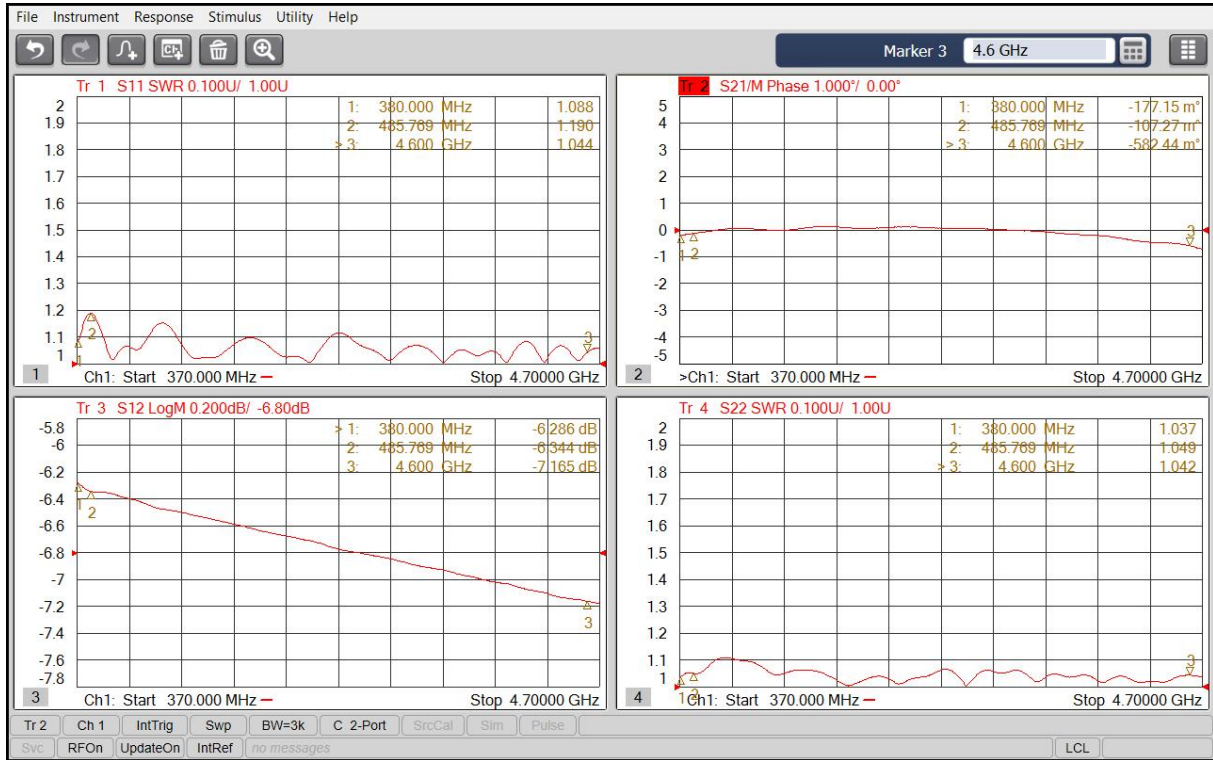 File Instrument Response Stimulus Utility Help
Marker 3 4.6 GHz
Tr 1 S11 SWR 0.100U/ 1.00U
2
1.9
1.8
1.7
1.6
1.5
1.4
1.3
1.2
1.1
1
1: 380.000 MHz 1.088
2: 485.769 MHz 1.190
> 3: 4.600 GHz 1.044
1
2
3
1 Ch1: Start 370.000 MHz Stop 4.70000 GHz
Tr 2 S21/M Phase 1.000°/ 0.00°
5
4
3
2
1
0
-1
-2
-3
-4
-5
1: 380.000 MHz -177.15 m°
2: 485.769 MHz -107.27 m°
> 3: 4.600 GHz -582.44 m°
1 2
3
2 >Ch1: Start 370.000 MHz Stop 4.70000 GHz
Tr 3 S12 LogM 0.200dB/ -6.80dB
-5.8
-6
-6.2
-6.4
-6.6
-6.8
-7
-7.2
-7.4
-7.6
-7.8
> 1: 380.000 MHz -6.286 dB
2: 485.769 MHz -6.344 dB
3: 4.600 GHz -7.165 dB
1
2
3
3 Ch1: Start 370.000 MHz Stop 4.70000 GHz
Tr 4 S22 SWR 0.100U/ 1.00U
2
1.9
1.8
1.7
1.6
1.5
1.4
1.3
1.2
1.1
1
1: 380.000 MHz 1.037
2: 485.769 MHz 1.049
> 3: 4.600 GHz 1.042
1 2
3
4 Ch1: Start 370.000 MHz Stop 4.70000 GHz
Tr 2 Ch 1 IntTrig Swp BW=3k C 2-Port SrcCal Sim Pulse
Svc RFOn UpdateOn IntRef no messages LCL